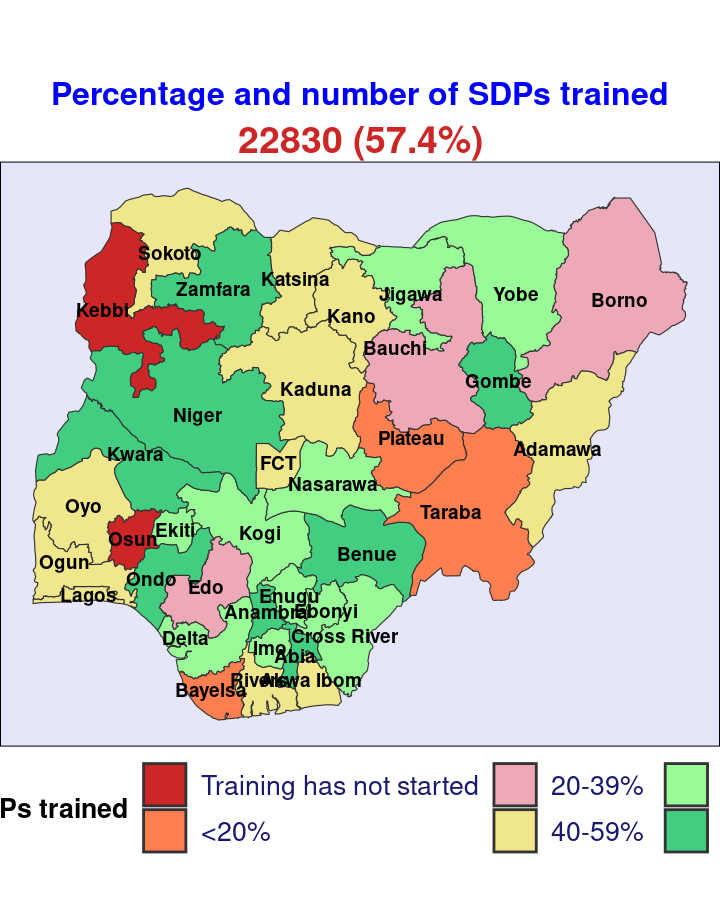 Percentage and number of SDPs trained
22830 (57.4%)
Sokoto
Zamfara
Katsina
Kebbi
Kano
Jigawa
Yobe
Borno
Bauchi
Kaduna
Gombe
Niger
Plateau
Adamawa
Kwara
FCT
Nasarawa
Oyo
Taraba
Osun
Ekiti
Kogi
Benue
Ogun
Ondo
Edo
Lagos
Enugu
Anambra
Ebonyi
Delta
Cross River
Imo
Abia
Rivers
Akwa Ibom
Bayelsa
Ps trained
Training has not started
20-39%
<20%
40-59%